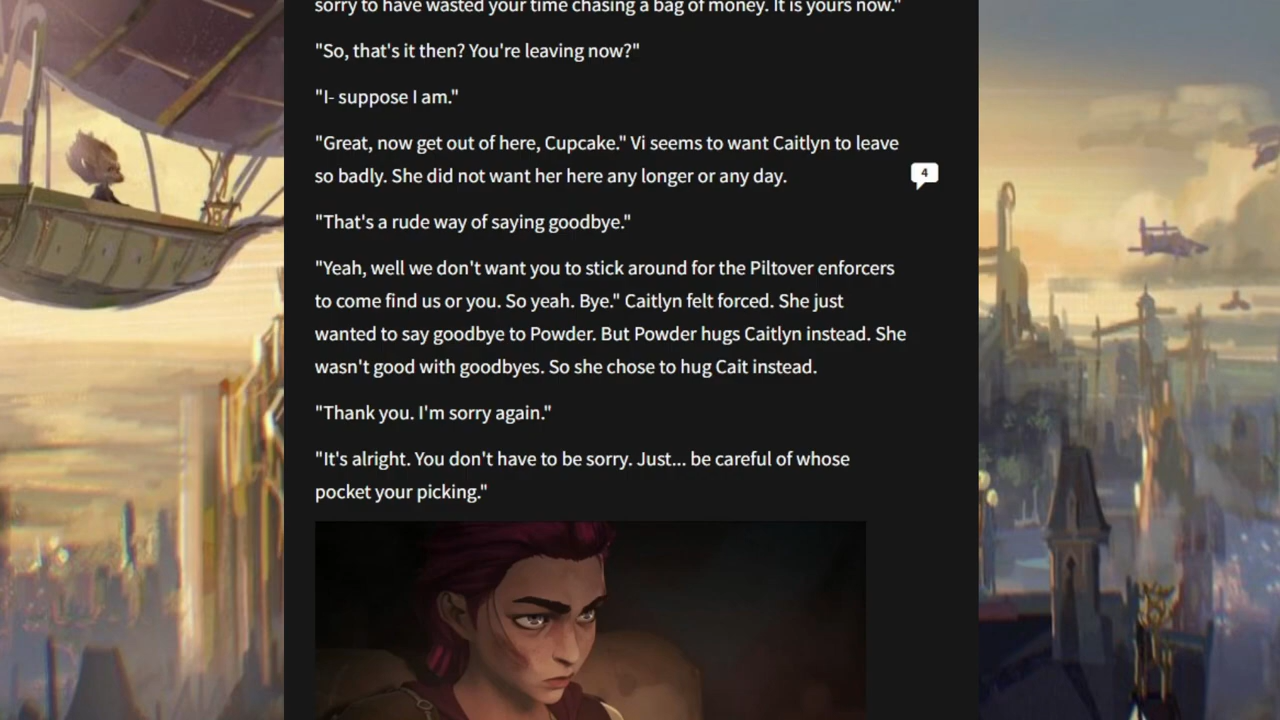 sorry to have wasted your time chasing a bag of money. It is yours now."
"So, that's it then? You're leaving now?"
"I- suppose I am."
"Great, now get out of here, Cupcake." Vi seems to want Caitlyn to leave
so badly. She did not want her here any longer or any day.
4
"That's a rude way of saying goodbye."
"Yeah, well we don't want you to stick around for the Piltover enforcers
to come find us or you. So yeah. Bye." Caitlyn felt forced. She just
wanted to say goodbye to Powder. But Powder hugs Caitlyn instead. She
wasn't good with goodbyes. So she chose to hug Cait instead.
"Thank you. I'm sorry again."
"It's alright. You don't have to be sorry. Just... be careful of whose
pocket your picking."